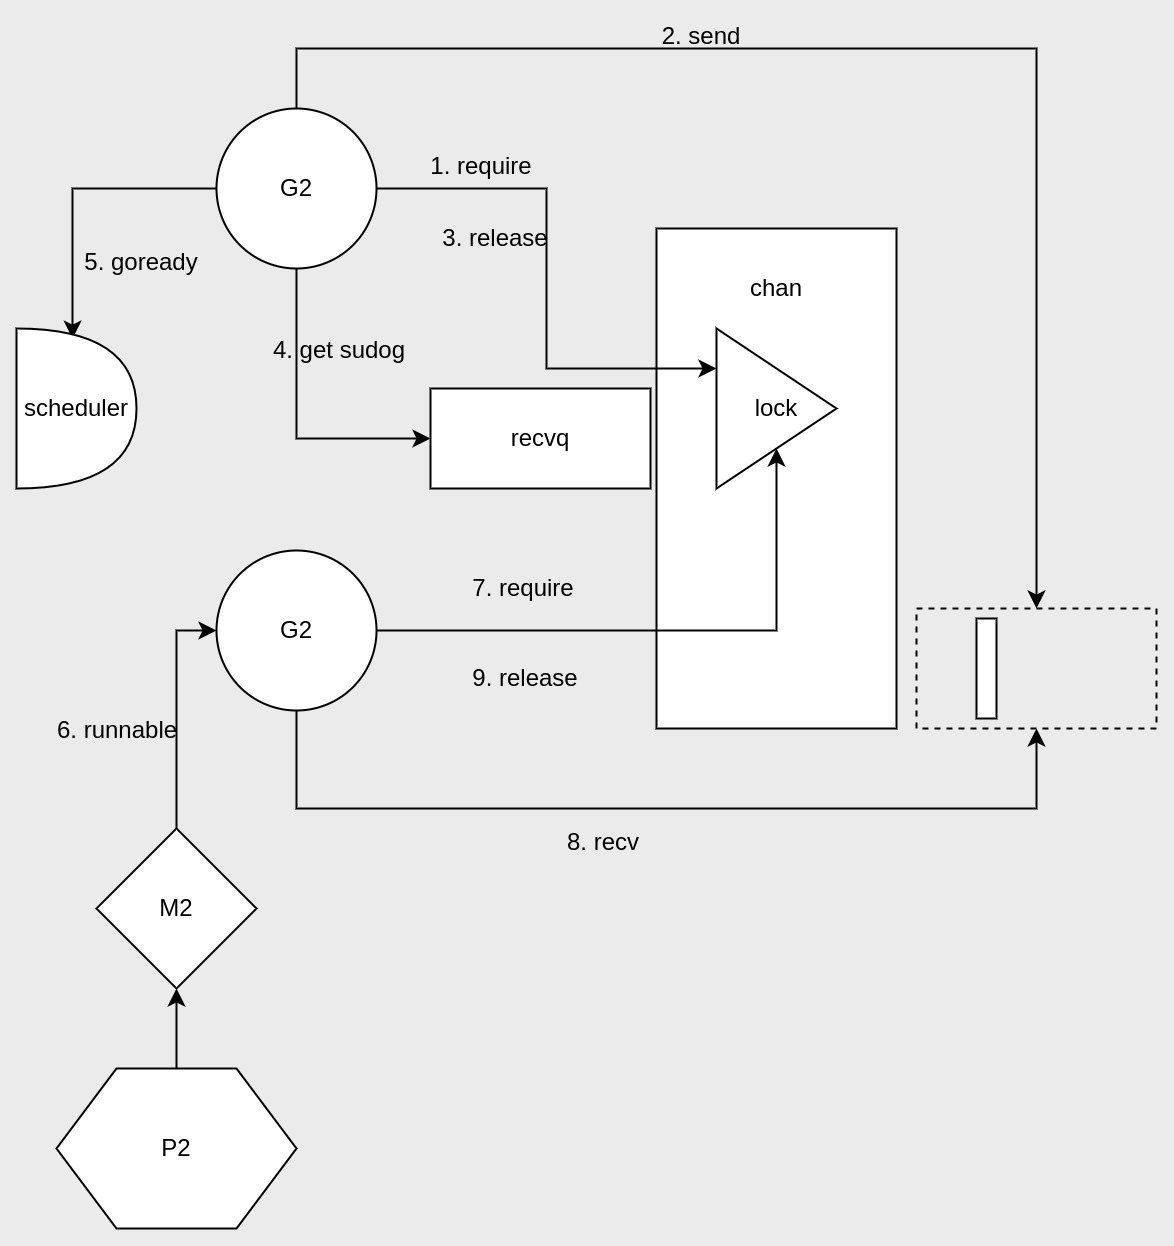 2. send
1. require
G2
3. release
5. goready
chan
4. get sudog
scheduler
lock
recvq
7. require
G2
9. release
6. runnable
8. recv
M2
P2